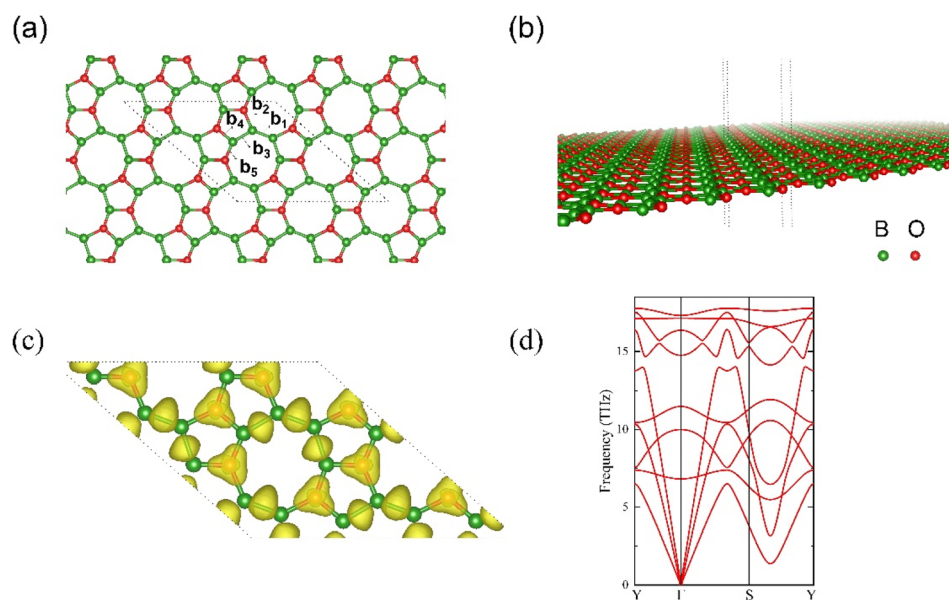 (a)
b₂
b₄ b₁
b₃
b₅
(b)
B O
(c)
(d)
Frequency (THz)
15
10
5
0
Y Γ S Y